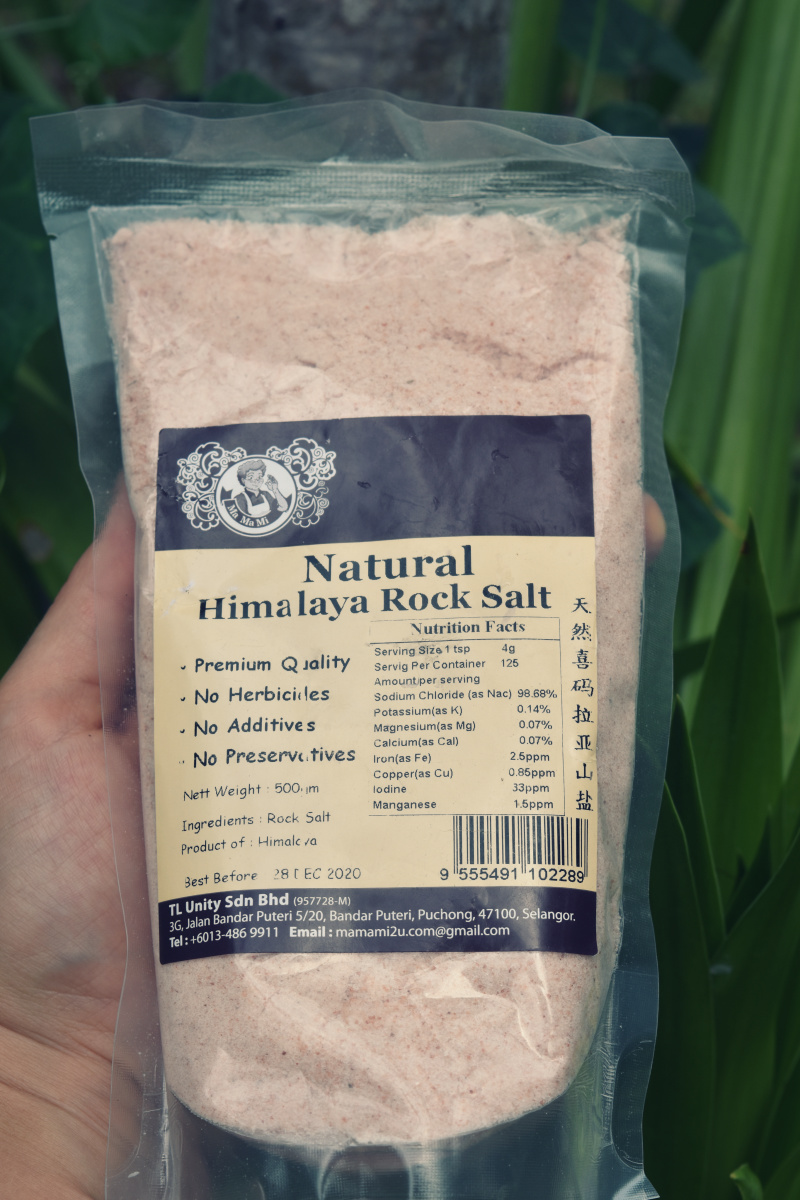 Ma Ma Mi
Natural
Himalaya Rock Salt
Premium Quality
No Herbicides
No Additives
No Preservatives
Nett Weight : 500gm
Ingredients : Rock Salt
Product of : Himalaya
Best Before 28 DEC 2020
Nutrition Facts
Serving Size 1 tsp 4g
Servig Per Container 125
Amount per serving
Sodium Chloride (as Nac) 98.68%
Potassium(as K) 0.14%
Magnesium(as Mg) 0.07%
Calcium(as Cal) 0.07%
Iron(as Fe) 2.5ppm
Copper(as Cu) 0.85ppm
Iodine 33ppm
Manganese 1.5ppm
天然喜码拉亚山盐
9 555491 102289
TL Unity Sdn Bhd (957728-M)
3G, Jalan Bandar Puteri 5/20, Bandar Puteri, Puchong, 47100, Selangor.
Tel : +6013-486 9911 Email : mamami2u.com@gmail.com